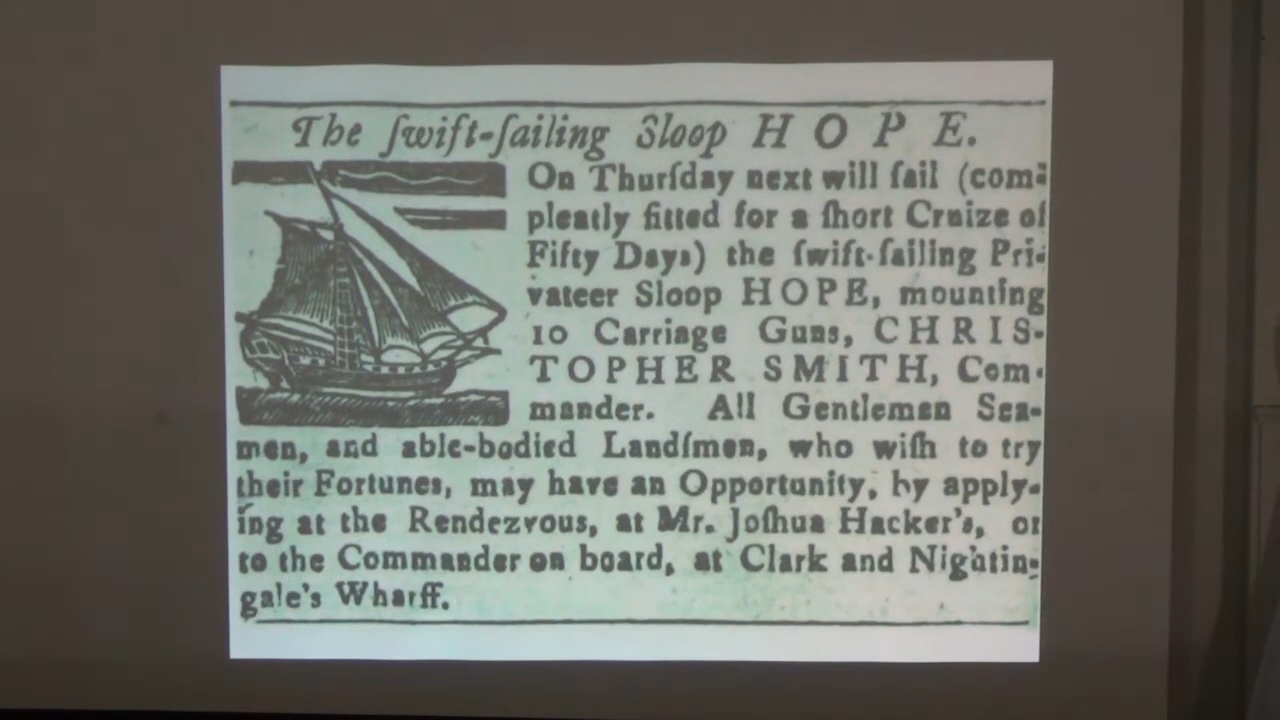 The ſwift-ſailing Sloop HOPE.
On Thurſday next will ſail (com-
pleatly fitted for a ſhort Cruize of
Fifty Days) the ſwift-ſailing Pri-
vateer Sloop HOPE, mounting
10 Carriage Guns, CHRIS-
TOPHER SMITH, Com-
mander. All Gentlemen Sea-
men, and able-bodied Landſmen, who wiſh to try
their Fortunes, may have an Opportunity, by apply-
ing at the Rendezvous, at Mr. Joſhua Hacker's, or
to the Commander on board, at Clark and Nightin-
gale's Wharff.